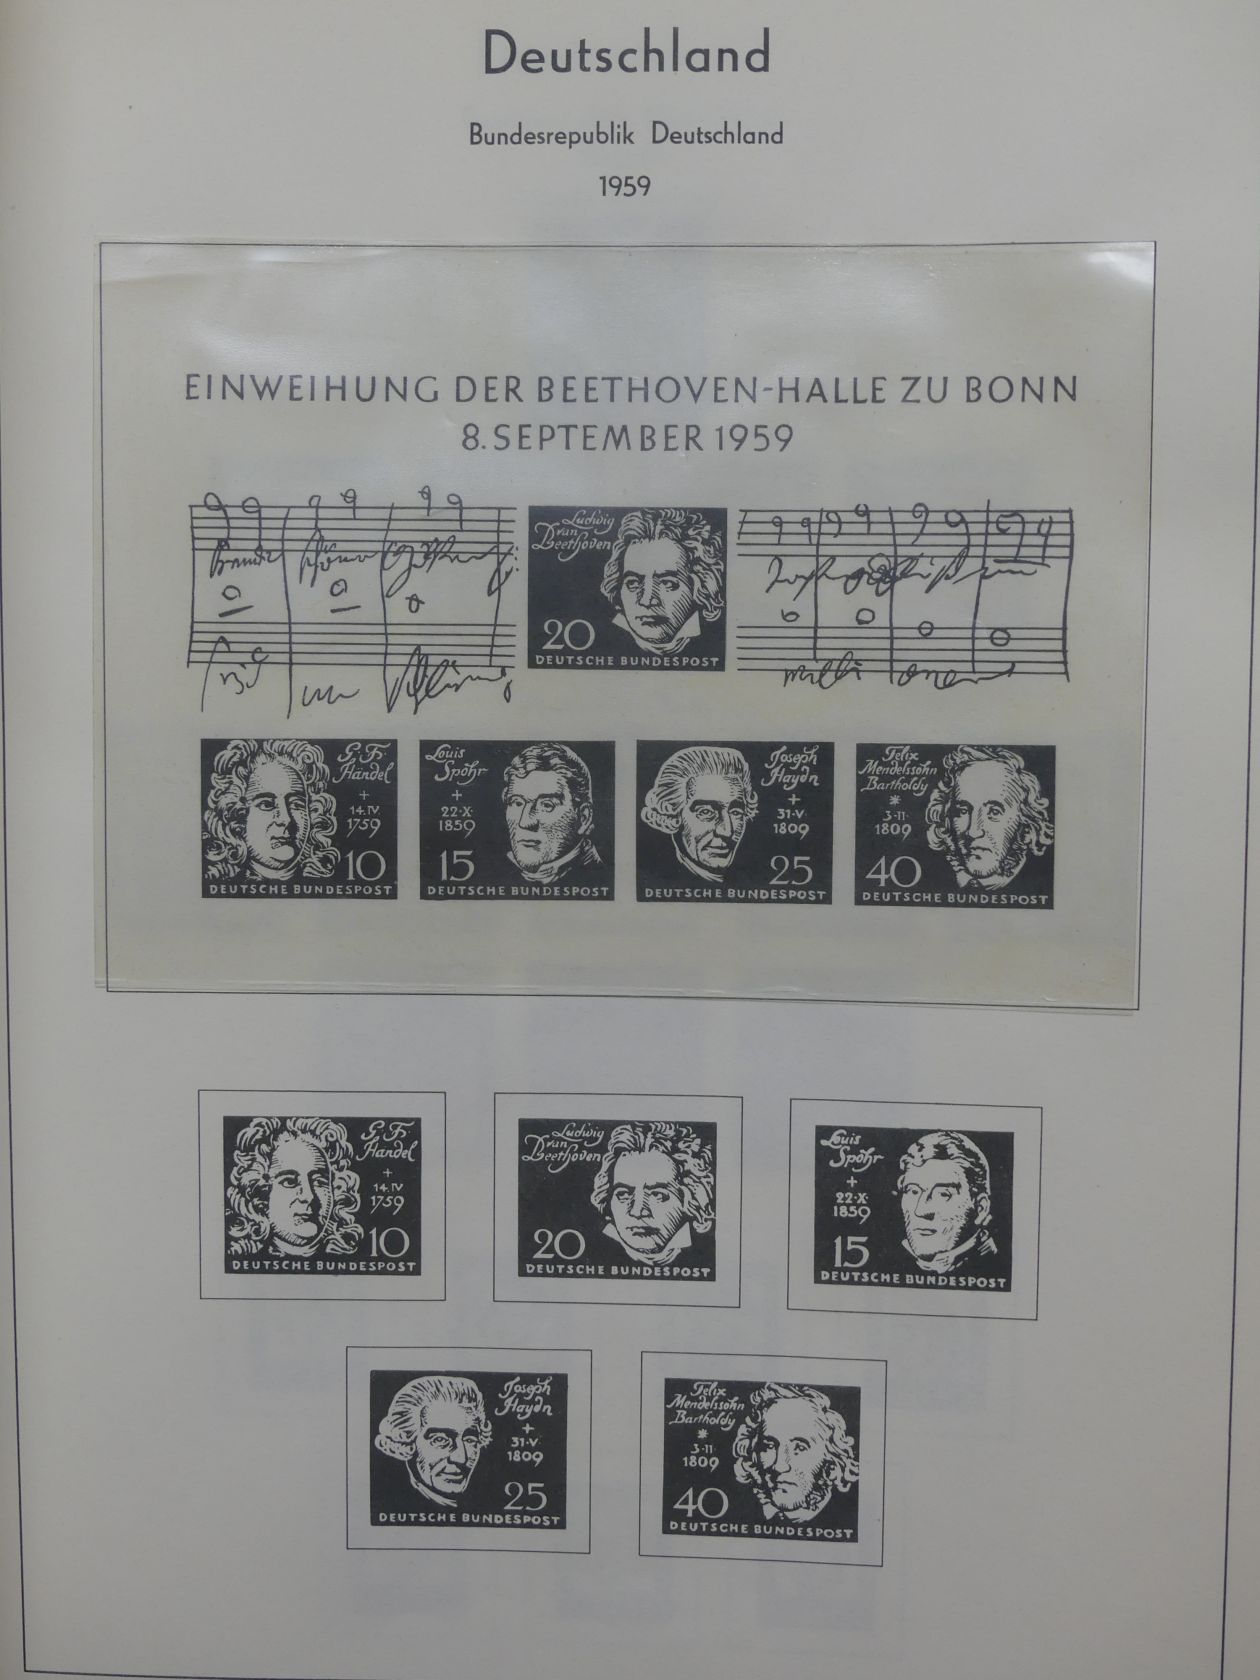 Deutschland
Bundesrepublik Deutschland
1959
EINWEIHUNG DER BEETHOVEN-HALLE ZU BONN
8. SEPTEMBER 1959
Ludwig
van
Beethoven
20
DEUTSCHE BUNDESPOST
G. F.
Händel
+
14.IV
1759
10
DEUTSCHE BUNDESPOST
Louis
Spohr
+
22·X·
1859
15
DEUTSCHE BUNDESPOST
Joseph
Haydn
+
31·V·
1809
25
DEUTSCHE BUNDESPOST
Felix
Mendelssohn
Bartholdy
*
3·II·
1809
40
DEUTSCHE BUNDESPOST
G. F.
Händel
+
14.IV
1759
10
DEUTSCHE BUNDESPOST
Ludwig
van
Beethoven
20
DEUTSCHE BUNDESPOST
Louis
Spohr
+
22·X·
1859
15
DEUTSCHE BUNDESPOST
Joseph
Haydn
+
31·V·
1809
25
DEUTSCHE BUNDESPOST
Felix
Mendelssohn
Bartholdy
*
3·II·
1809
40
DEUTSCHE BUNDESPOST